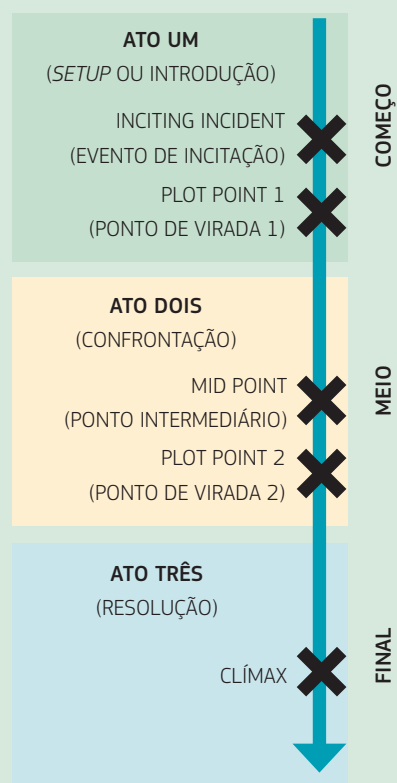 ATO UM
(SETUP OU INTRODUÇÃO)
INCITING INCIDENT
(EVENTO DE INCITAÇÃO)
PLOT POINT 1
(PONTO DE VIRADA 1)
COMEÇO
ATO DOIS
(CONFRONTAÇÃO)
MID POINT
(PONTO INTERMEDIÁRIO)
PLOT POINT 2
(PONTO DE VIRADA 2)
MEIO
ATO TRÊS
(RESOLUÇÃO)
CLÍMAX
FINAL